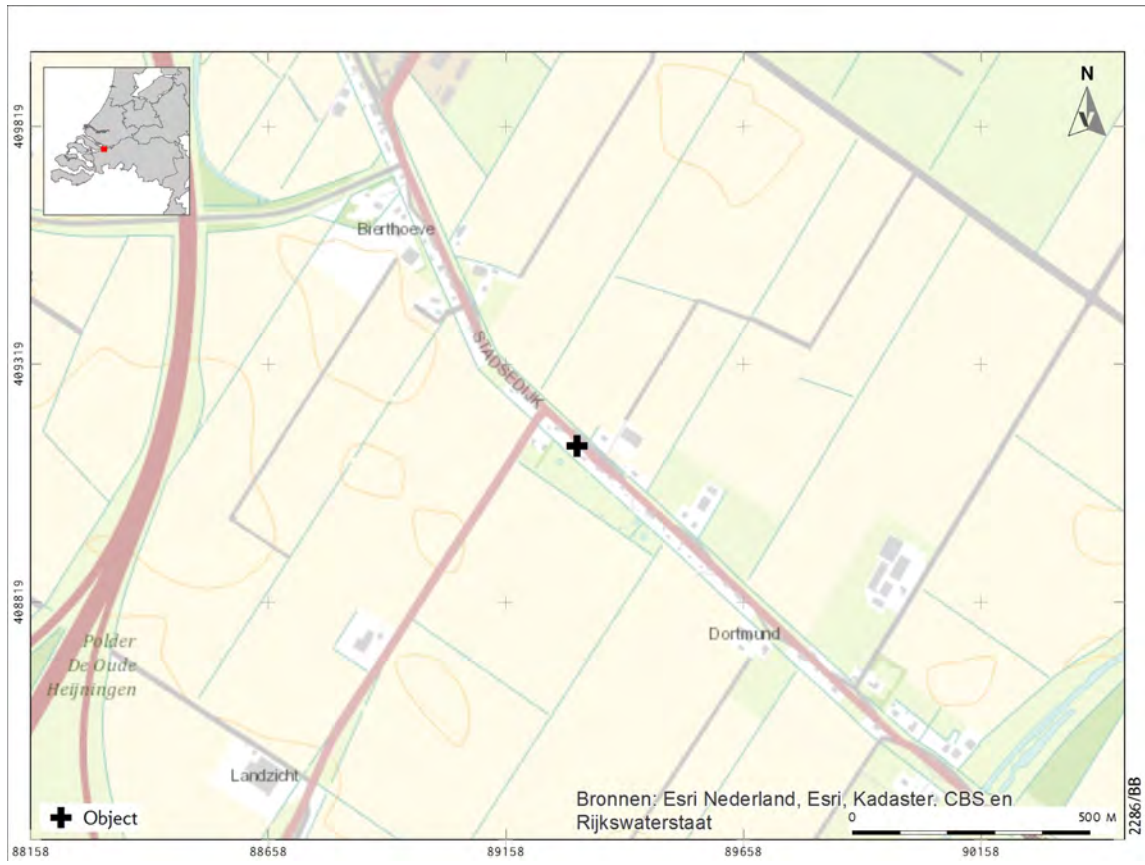 N
409819
Bierthoeve
409319
STADSEDIJK
408819
Dortmund
Polder
De Oude
Heijningen
Landzicht
Object
Bronnen: Esri Nederland, Esri, Kadaster. CBS en
Rijkswaterstaat
0 500 M
2286/BB
88158 88658 89158 89658 90158